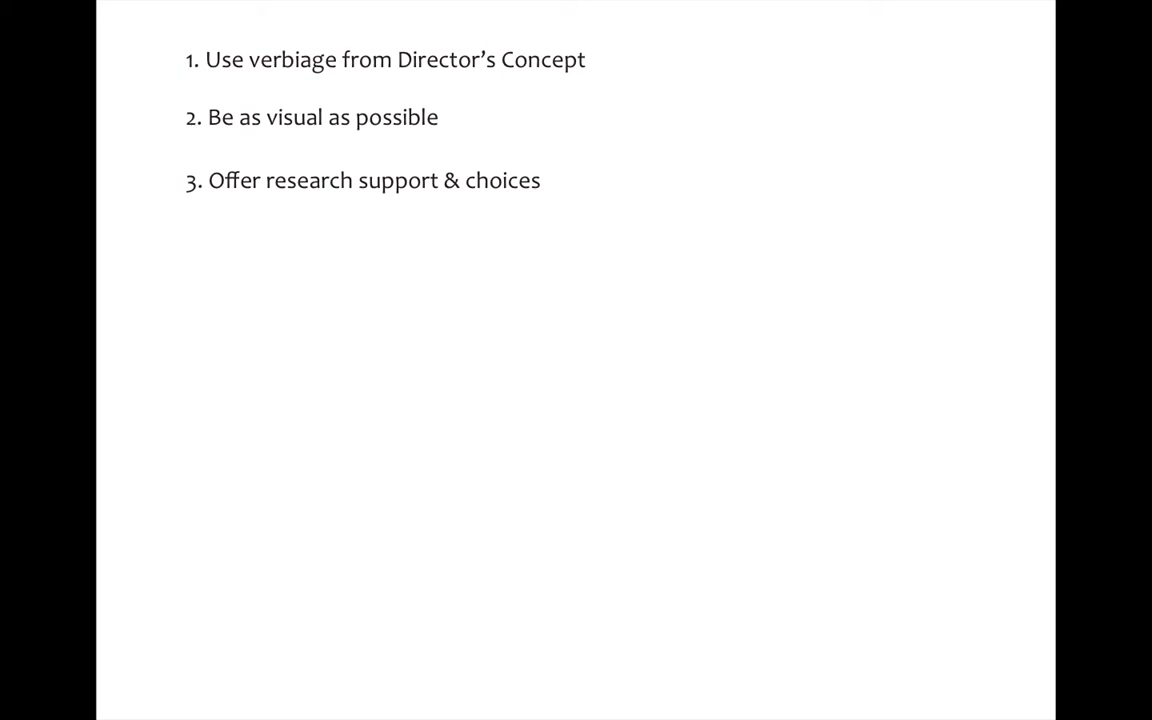 1. Use verbiage from Director’s Concept
2. Be as visual as possible
3. Offer research support & choices